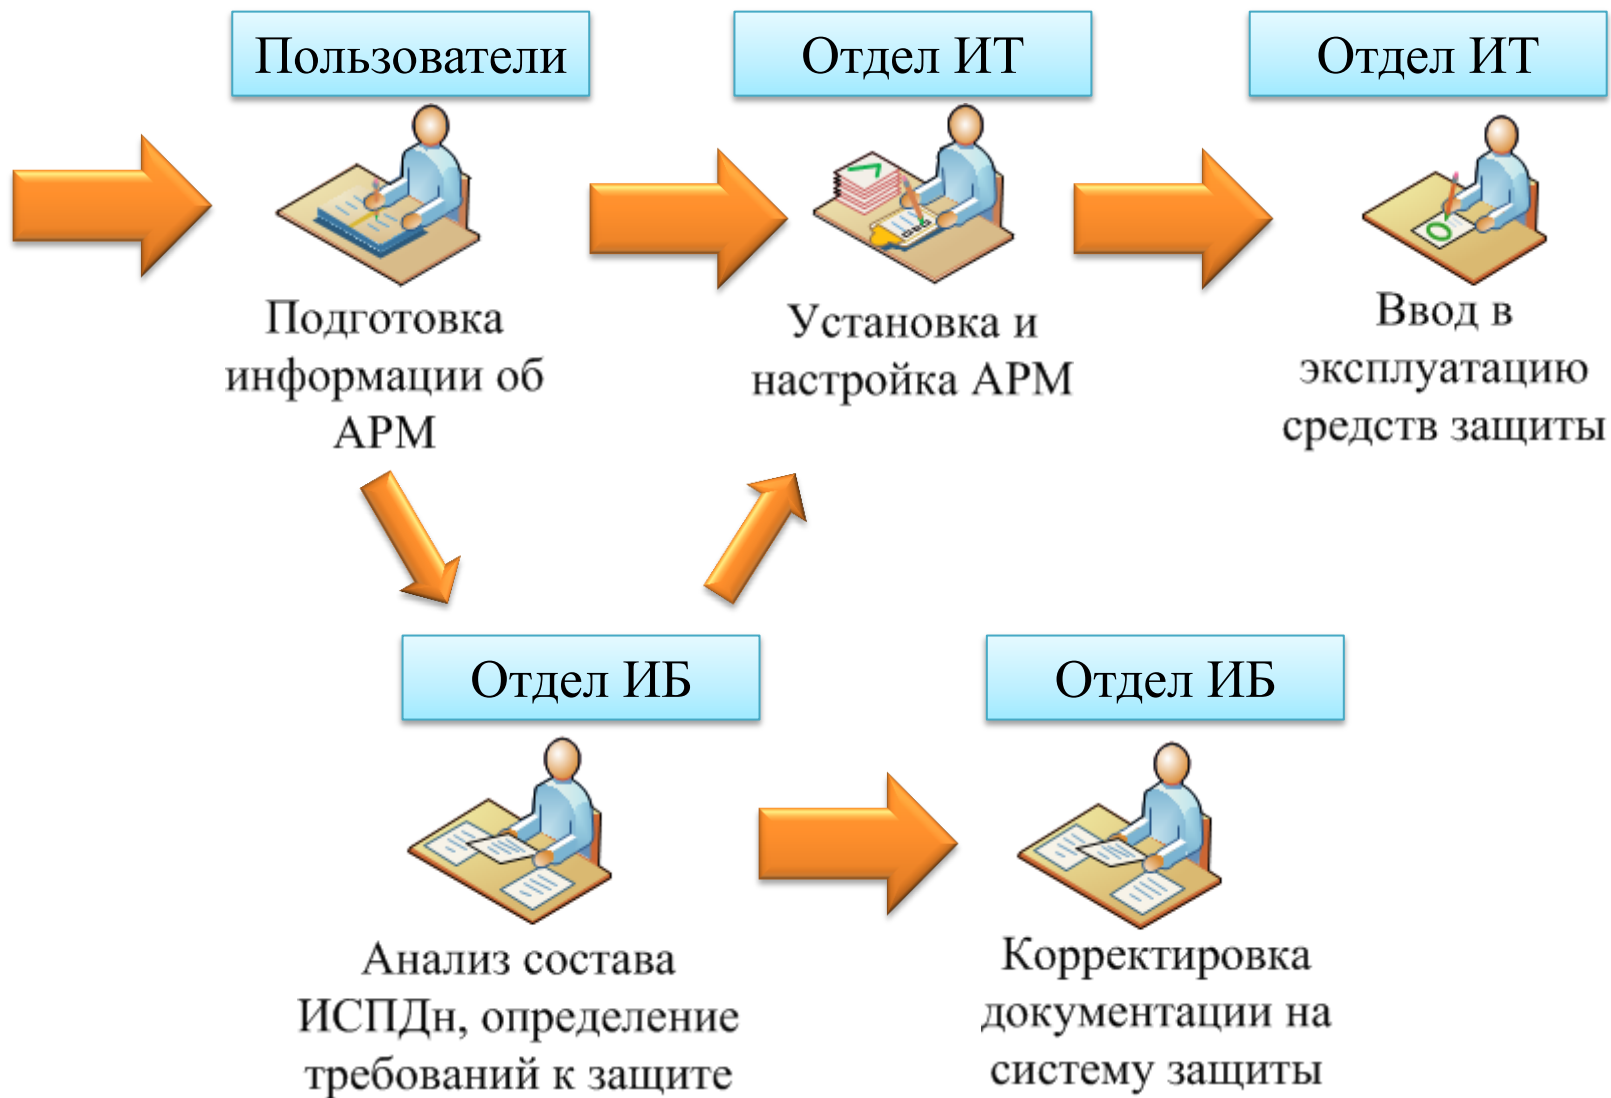 Пользователи
Подготовка
информации об
АРМ
Отдел ИТ
Установка и
настройка АРМ
Отдел ИТ
Ввод в
эксплуатацию
средств защиты
Отдел ИБ
Анализ состава
ИСПДн, определение
требований к защите
Отдел ИБ
Корректировка
документации на
систему защиты